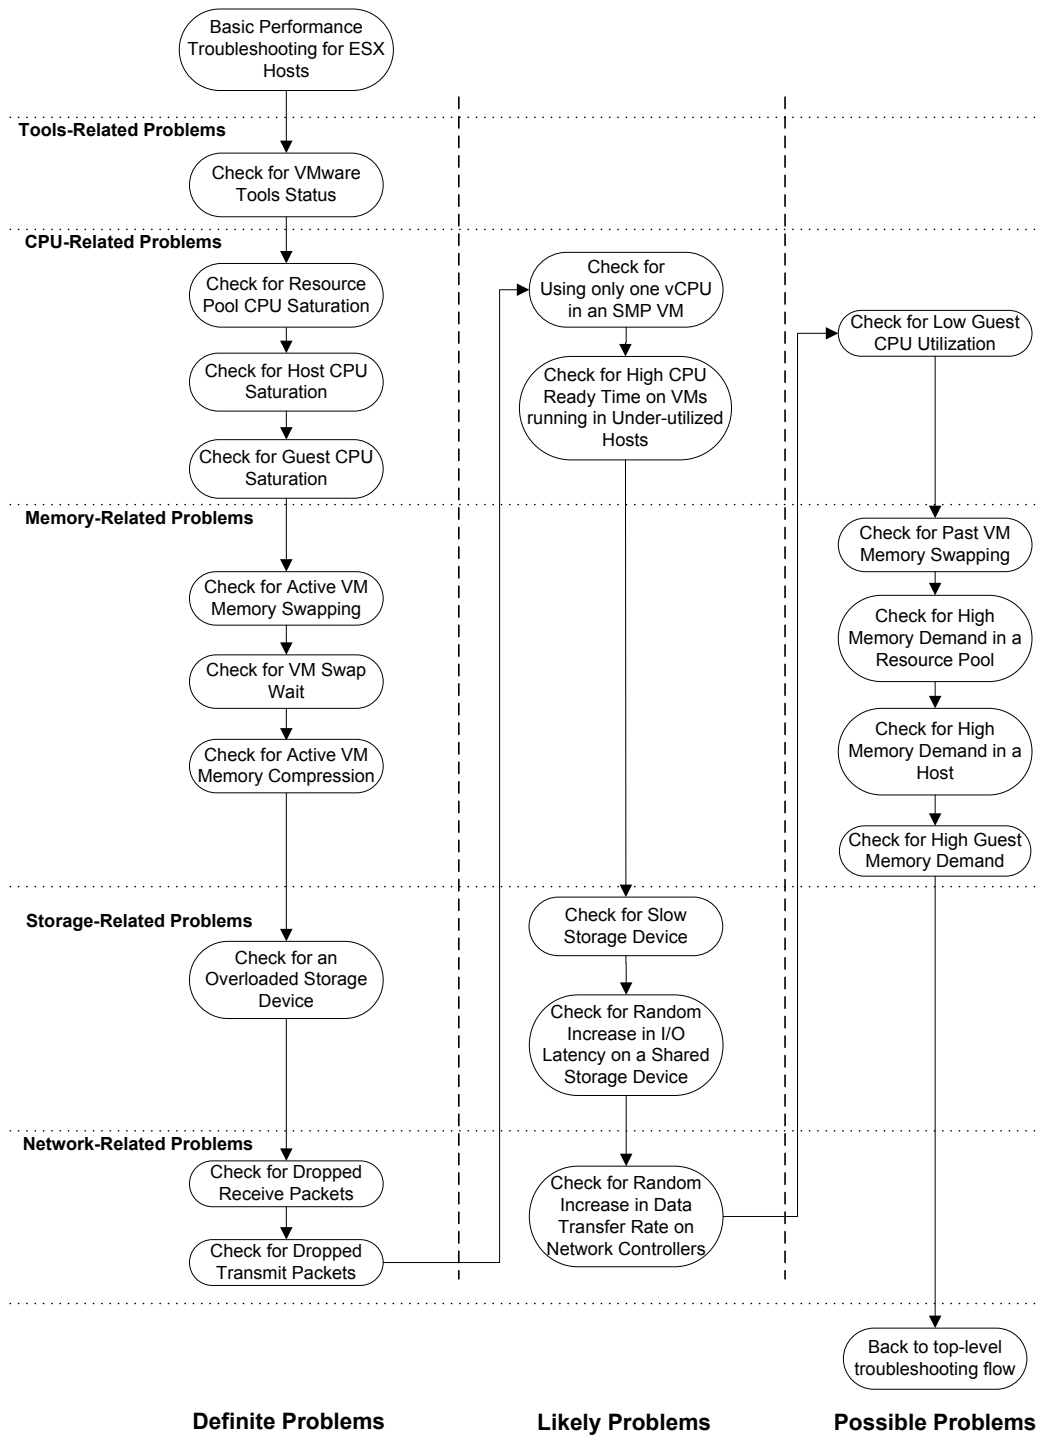 Basic Performance
Troubleshooting for ESX
Hosts
Tools-Related Problems
Check for VMware
Tools Status
CPU-Related Problems
Check for Resource
Pool CPU Saturation
Check for Host CPU
Saturation
Check for Guest CPU
Saturation
Memory-Related Problems
Check for Active VM
Memory Swapping
Check for VM Swap
Wait
Check for Active VM
Memory Compression
Storage-Related Problems
Check for an
Overloaded Storage
Device
Network-Related Problems
Check for Dropped
Receive Packets
Check for Dropped
Transmit Packets
Check for
Using only one vCPU
in an SMP VM
Check for High CPU
Ready Time on VMs
running in Under-utilized
Hosts
Check for Slow
Storage Device
Check for Random
Increase in I/O
Latency on a Shared
Storage Device
Check for Random
Increase in Data
Transfer Rate on
Network Controllers
Check for Low Guest
CPU Utilization
Check for Past VM
Memory Swapping
Check for High
Memory Demand in a
Resource Pool
Check for High
Memory Demand in a
Host
Check for High Guest
Memory Demand
Back to top-level
troubleshooting flow
Definite Problems
Likely Problems
Possible Problems